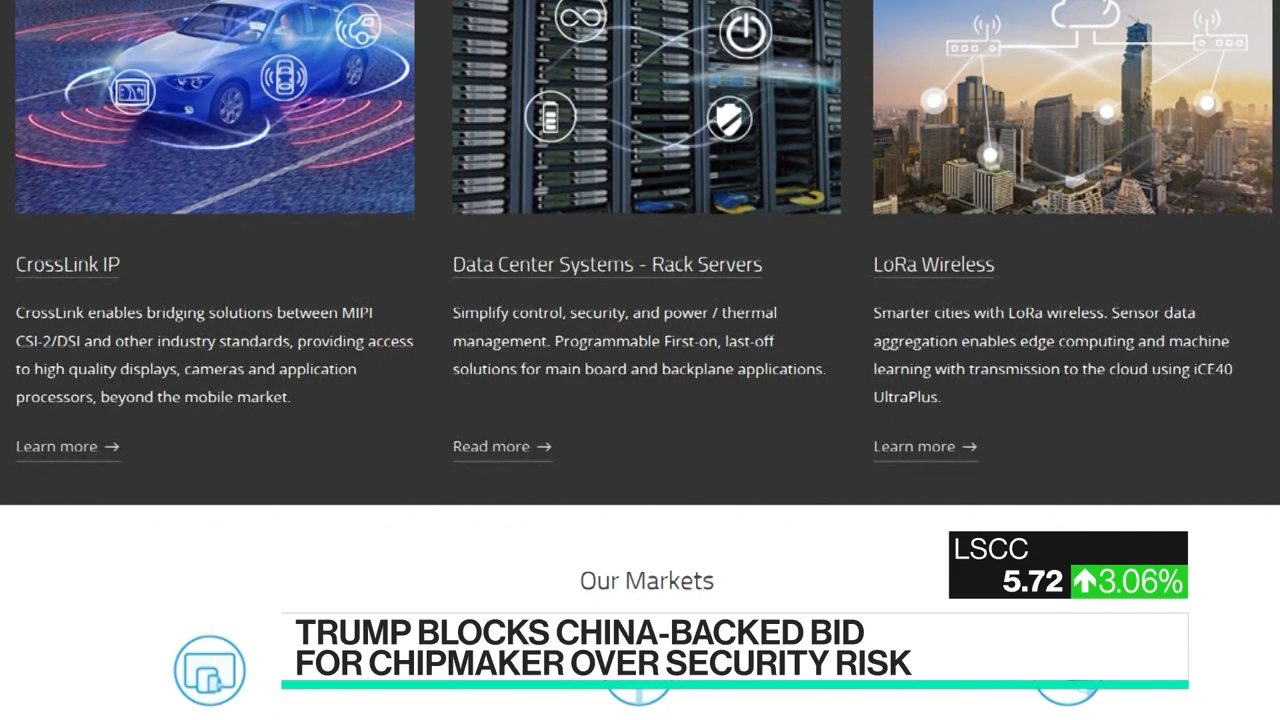 CrossLink IP
CrossLink enables bridging solutions between MIPI
CSI-2/DSI and other industry standards, providing access
to high quality displays, cameras and application
processors, beyond the mobile market.
Learn more →
Data Center Systems - Rack Servers
Simplify control, security, and power / thermal
management. Programmable First-on, last-off
solutions for main board and backplane applications.
Read more →
LoRa Wireless
Smarter cities with LoRa wireless. Sensor data
aggregation enables edge computing and machine
learning with transmission to the cloud using iCE40
UltraPlus.
Learn more →
Our Markets
LSCC
5.72 ↑3.06%
TRUMP BLOCKS CHINA-BACKED BID
FOR CHIPMAKER OVER SECURITY RISK